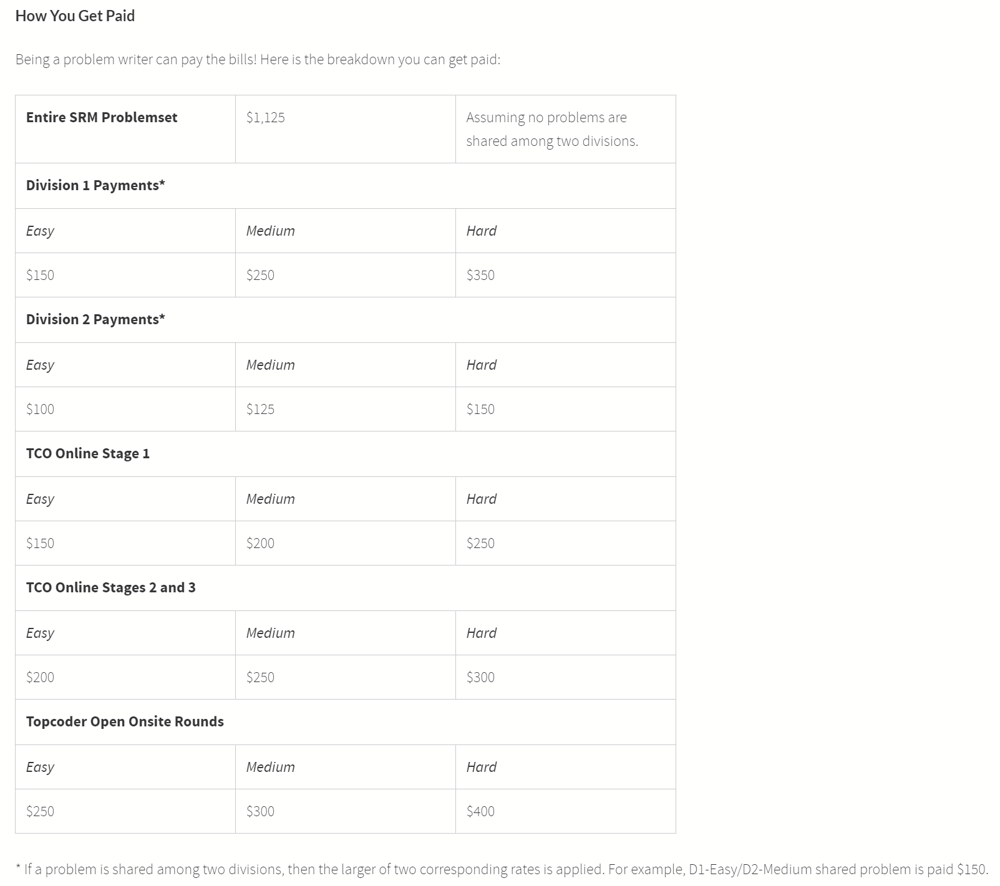 How You Get Paid
Being a problem writer can pay the bills! Here is the breakdown you can get paid:
Entire SRM Problemset $1,125 Assuming no problems are
shared among two divisions.
Division 1 Payments*
Easy Medium Hard
$150 $250 $350
Division 2 Payments*
Easy Medium Hard
$100 $125 $150
TCO Online Stage 1
Easy Medium Hard
$150 $200 $250
TCO Online Stages 2 and 3
Easy Medium Hard
$200 $250 $300
Topcoder Open Onsite Rounds
Easy Medium Hard
$250 $300 $400
* If a problem is shared among two divisions, then the larger of two corresponding rates is applied. For example, D1-Easy/D2-Medium shared problem is paid $150.